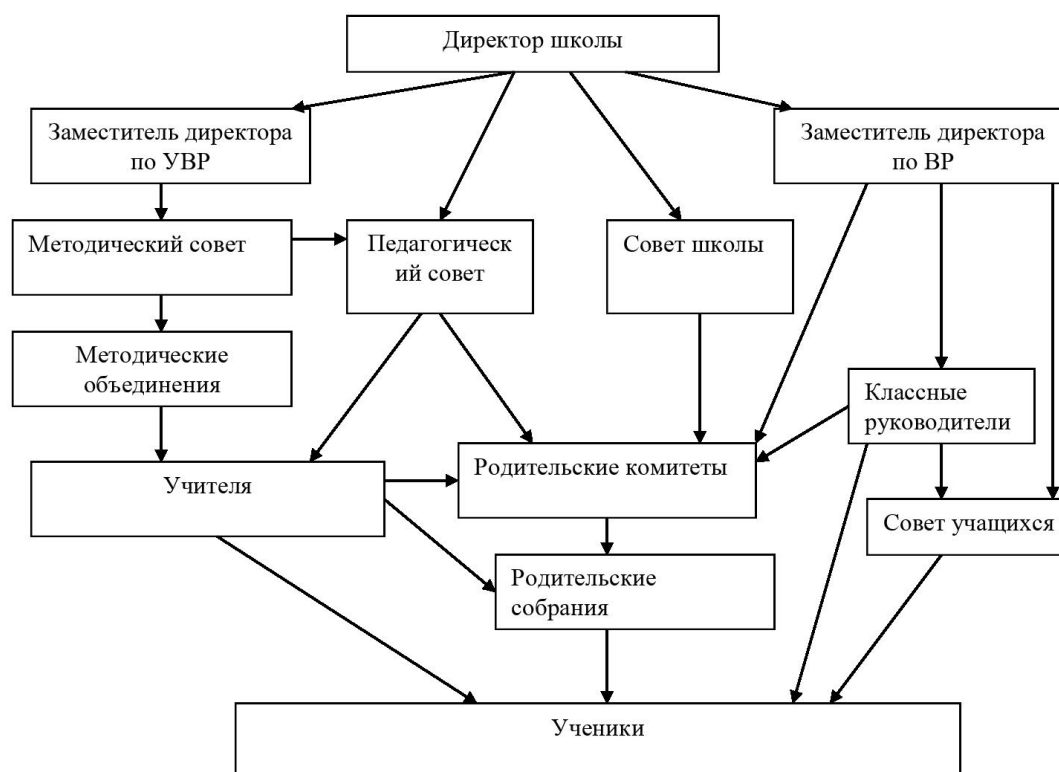 Директор школы
Заместитель директора
по УВР
Заместитель директора
по ВР
Методический совет
Педагогическ
ий совет
Совет школы
Методические
объединения
Классные
руководители
Учителя
Родительские комитеты
Совет учащихся
Родительские
собрания
Ученики